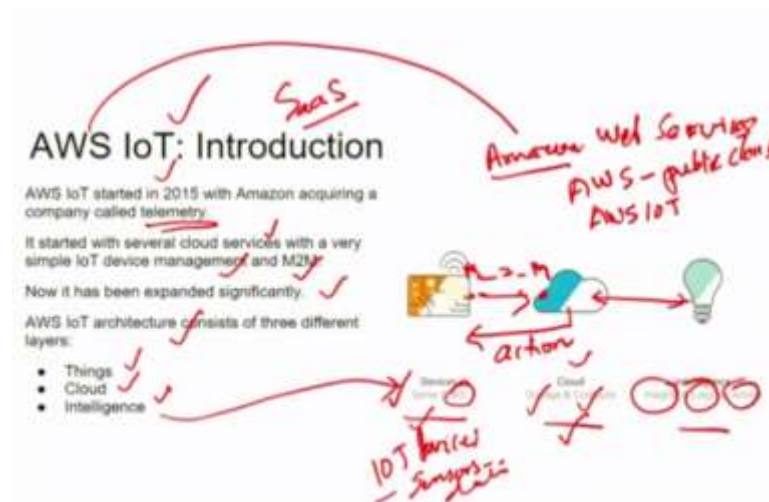 SaaS
AWS IoT: Introduction
Amazon Web Services
AWS - public cloud
AWS IOT
AWS IoT started in 2015 with Amazon acquiring a
company called telemetry.
It started with several cloud services with a very
simple IoT device management and M2M.
Now it has been expanded significantly.
AWS IoT architecture consists of three different
layers:
• Things
• Cloud
• Intelligence
M2M
action
Cloud
IOT Devices
- Sensors